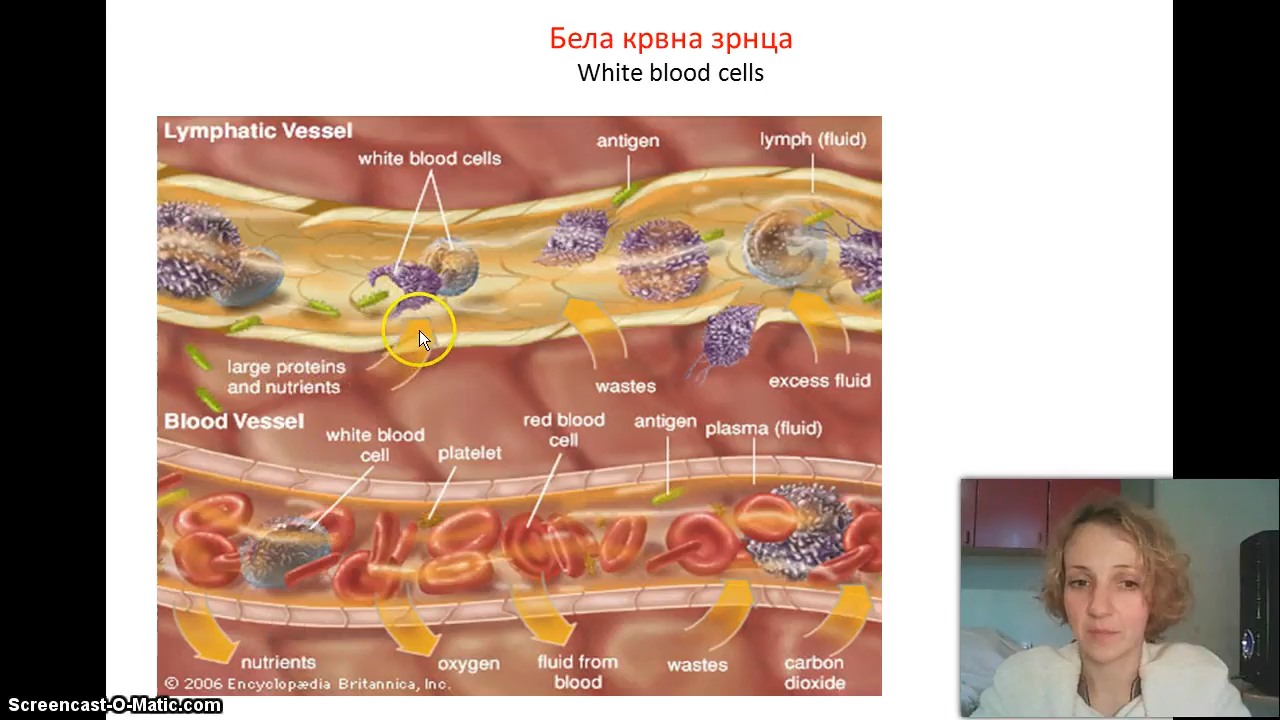 Бела крвна зрнца
White blood cells
Lymphatic Vessel
white blood cells
antigen
lymph (fluid)
large proteins
and nutrients
wastes
excess fluid
Blood Vessel
white blood
cell
platelet
red blood
cell
antigen
plasma (fluid)
nutrients
oxygen
fluid from
blood
wastes
carbon
dioxide
© 2006 Encyclopædia Britannica, Inc.
Screencast-O-Matic.com